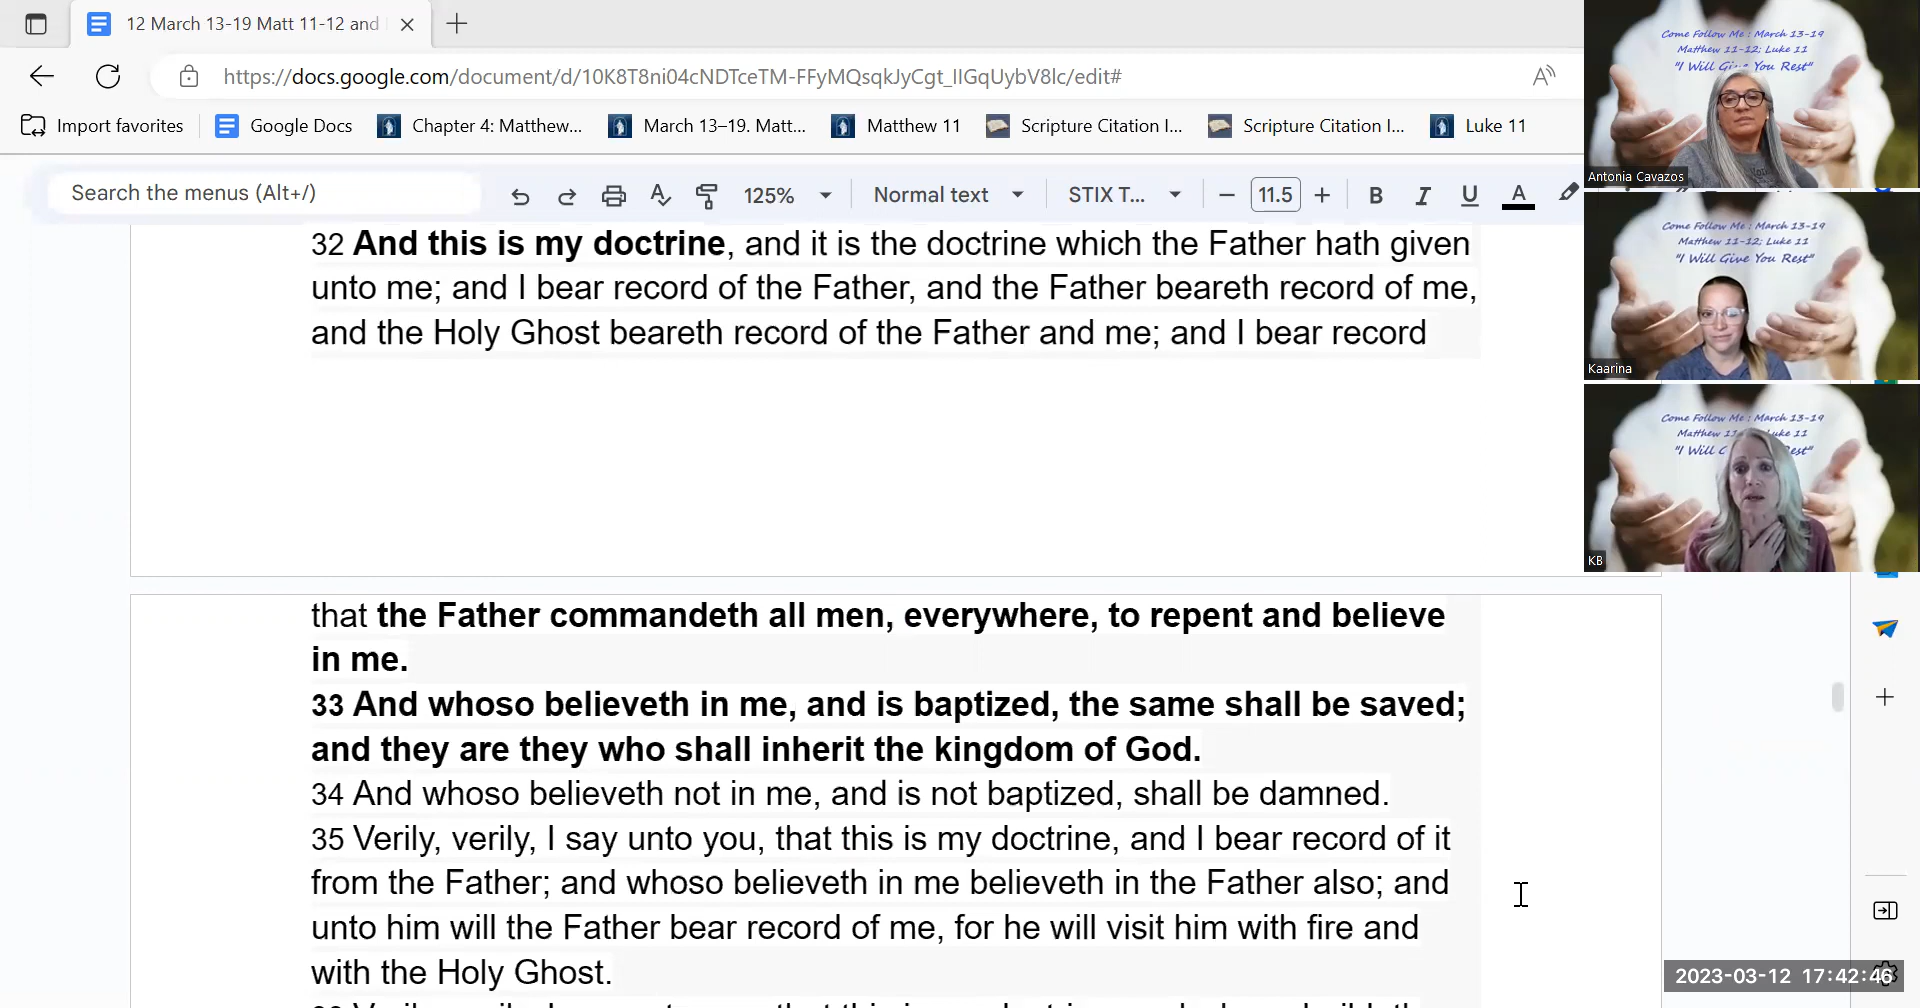 12 March 13-19 Matt 11-12 and
https://docs.google.com/document/d/10K8T8ni04cNDTceTM-FFyMQsqkJyCgt_IIGqUybV8lc/edit#
Import favorites
Google Docs
Chapter 4: Matthew...
March 13–19. Matt...
Matthew 11
Scripture Citation I...
Scripture Citation I...
Luke 11
Search the menus (Alt+/)
125%
Normal text
STIX T...
11.5
B I U A
32 And this is my doctrine, and it is the doctrine which the Father hath given
unto me; and I bear record of the Father, and the Father beareth record of me,
and the Holy Ghost beareth record of the Father and me; and I bear record
that the Father commandeth all men, everywhere, to repent and believe
in me.
33 And whoso believeth in me, and is baptized, the same shall be saved;
and they are they who shall inherit the kingdom of God.
34 And whoso believeth not in me, and is not baptized, shall be damned.
35 Verily, verily, I say unto you, that this is my doctrine, and I bear record of it
from the Father; and whoso believeth in me believeth in the Father also; and
unto him will the Father bear record of me, for he will visit him with fire and
with the Holy Ghost.
Come Follow Me: March 13-19
Matthew 11-12; Luke 11
"I Will Give You Rest"
Antonia Cavazos
Come Follow Me: March 13-19
Matthew 11-12; Luke 11
"I Will Give You Rest"
Kaarina
Come Follow Me: March 13-19
Matthew Luke 11
"I Will Rest"
KB
2023-03-12 17:42:46